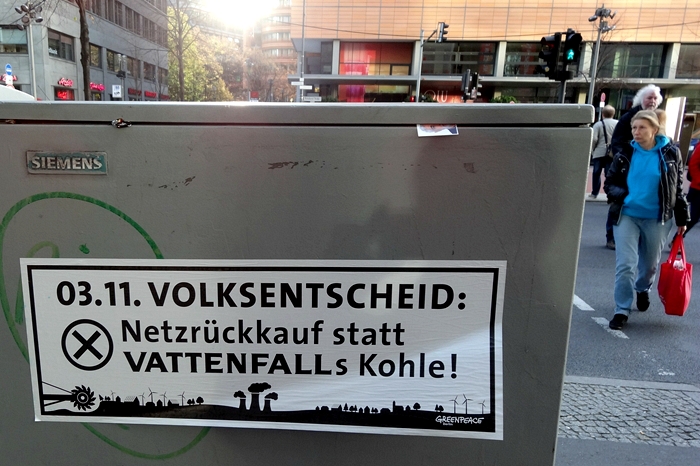 SIEMENS
03.11. VOLKSENTSCHEID:
Netzrückkauf statt
VATTENFALLs Kohle!
GREENPEACE